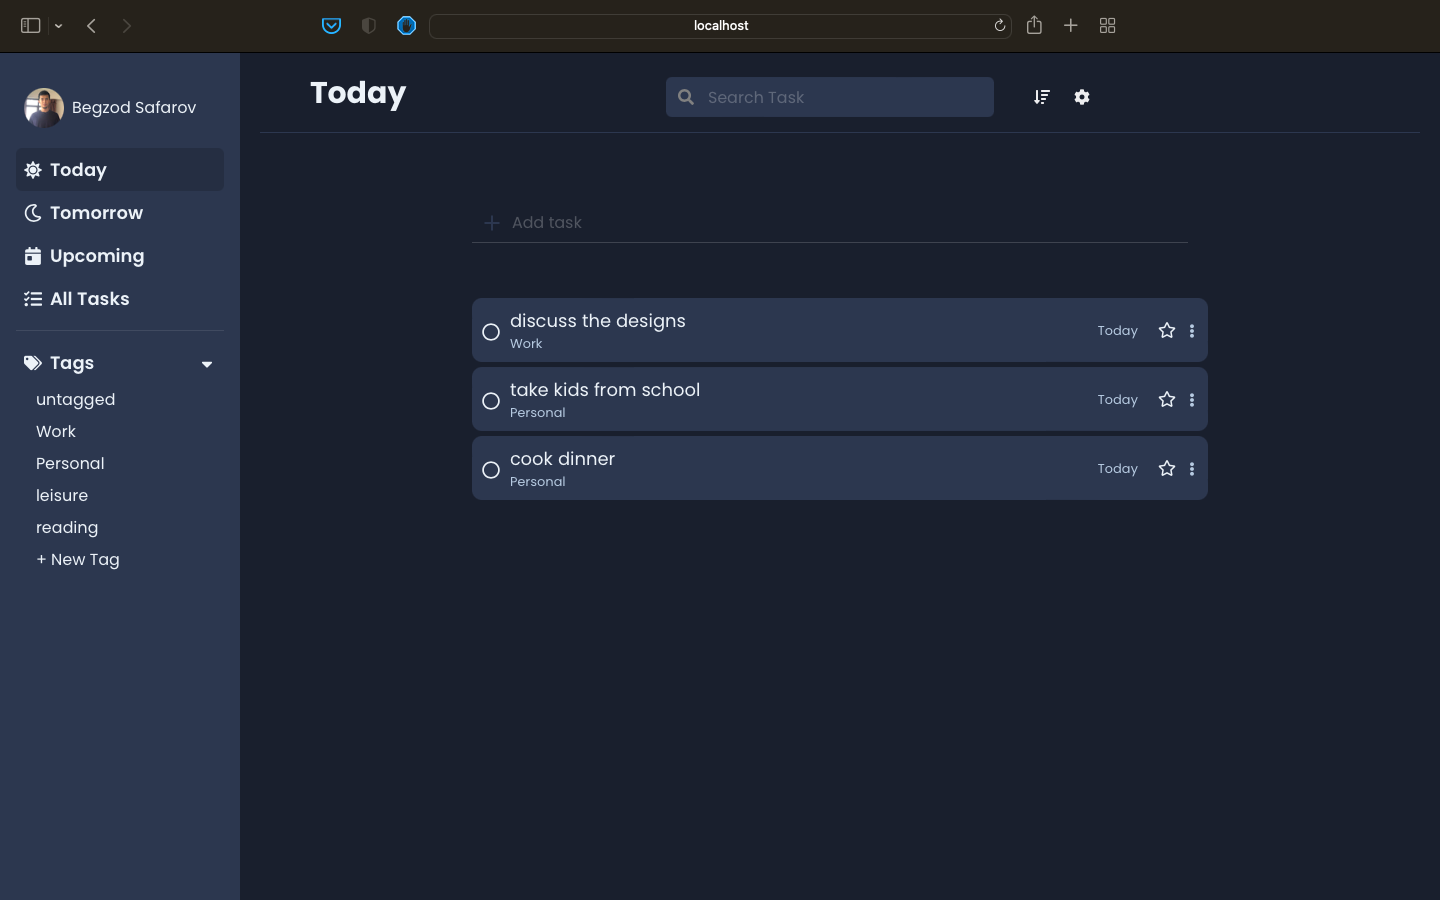 localhost
Begzod Safarov
Today
Tomorrow
Upcoming
All Tasks
Tags
untagged
Work
Personal
leisure
reading
+ New Tag
Today
Search Task
Add task
discuss the designs
Work
Today
take kids from school
Personal
Today
cook dinner
Personal
Today